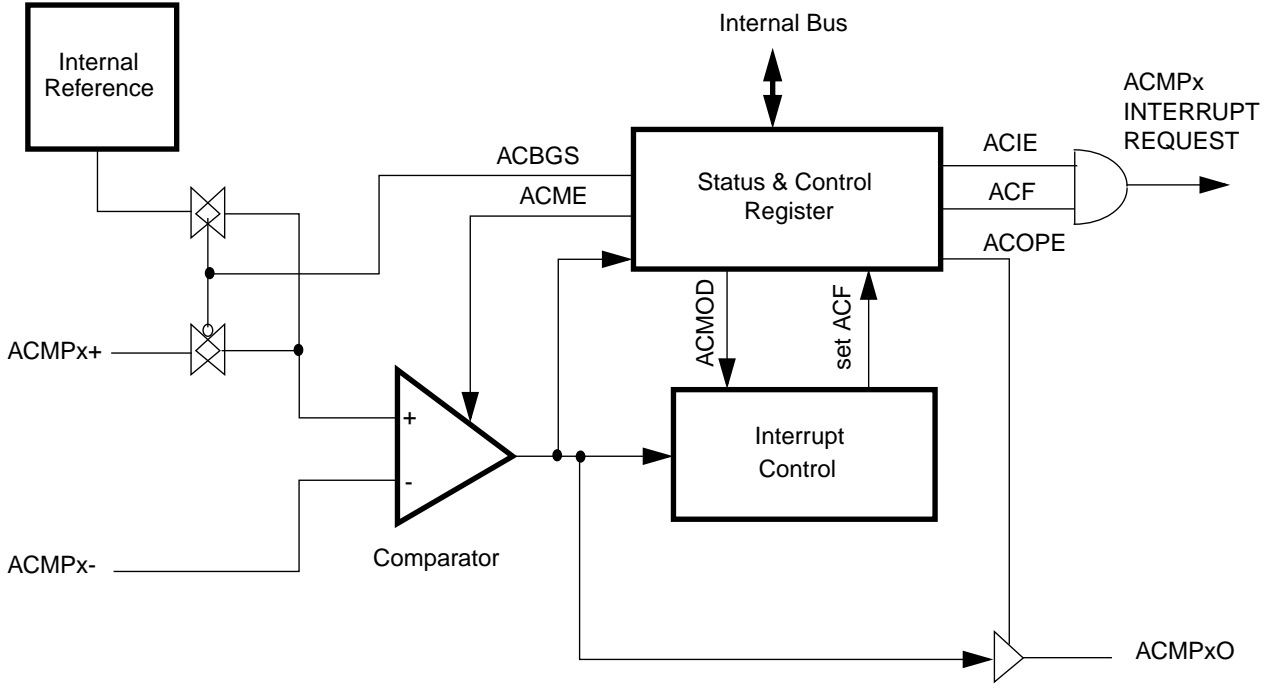 Internal Bus
Internal
Reference
ACMPx
INTERRUPT
REQUEST
ACBGS
ACME
Status & Control
Register
ACIE
ACF
ACOPE
ACMOD
set ACF
ACMPx+
+
-
Interrupt
Control
Comparator
ACMPx-
ACMPxO